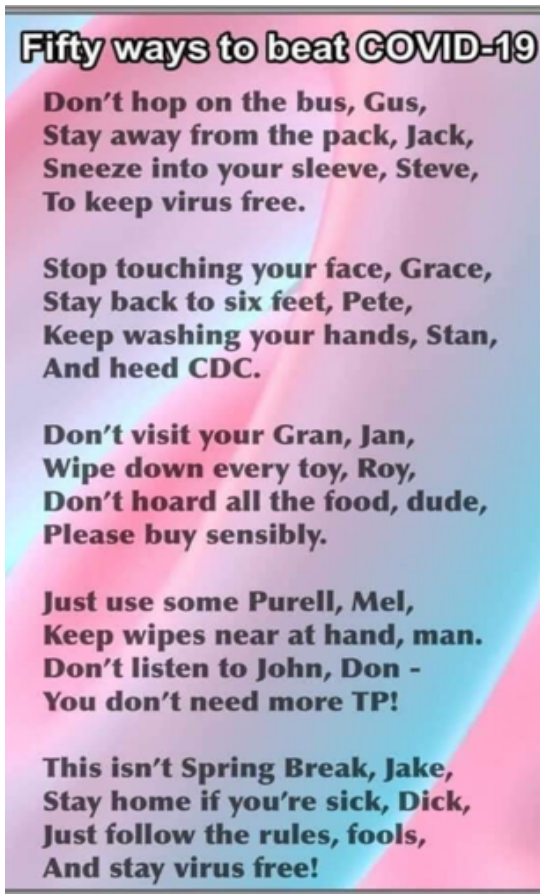 Fifty ways to beat COVID-19
Don't hop on the bus, Gus,
Stay away from the pack, Jack,
Sneeze into your sleeve, Steve,
To keep virus free.
Stop touching your face, Grace,
Stay back to six feet, Pete,
Keep washing your hands, Stan,
And heed CDC.
Don't visit your Gran, Jan,
Wipe down every toy, Roy,
Don't hoard all the food, dude,
Please buy sensibly.
Just use some Purell, Mel,
Keep wipes near at hand, man.
Don't listen to John, Don -
You don't need more TP!
This isn't Spring Break, Jake,
Stay home if you're sick, Dick,
Just follow the rules, fools,
And stay virus free!